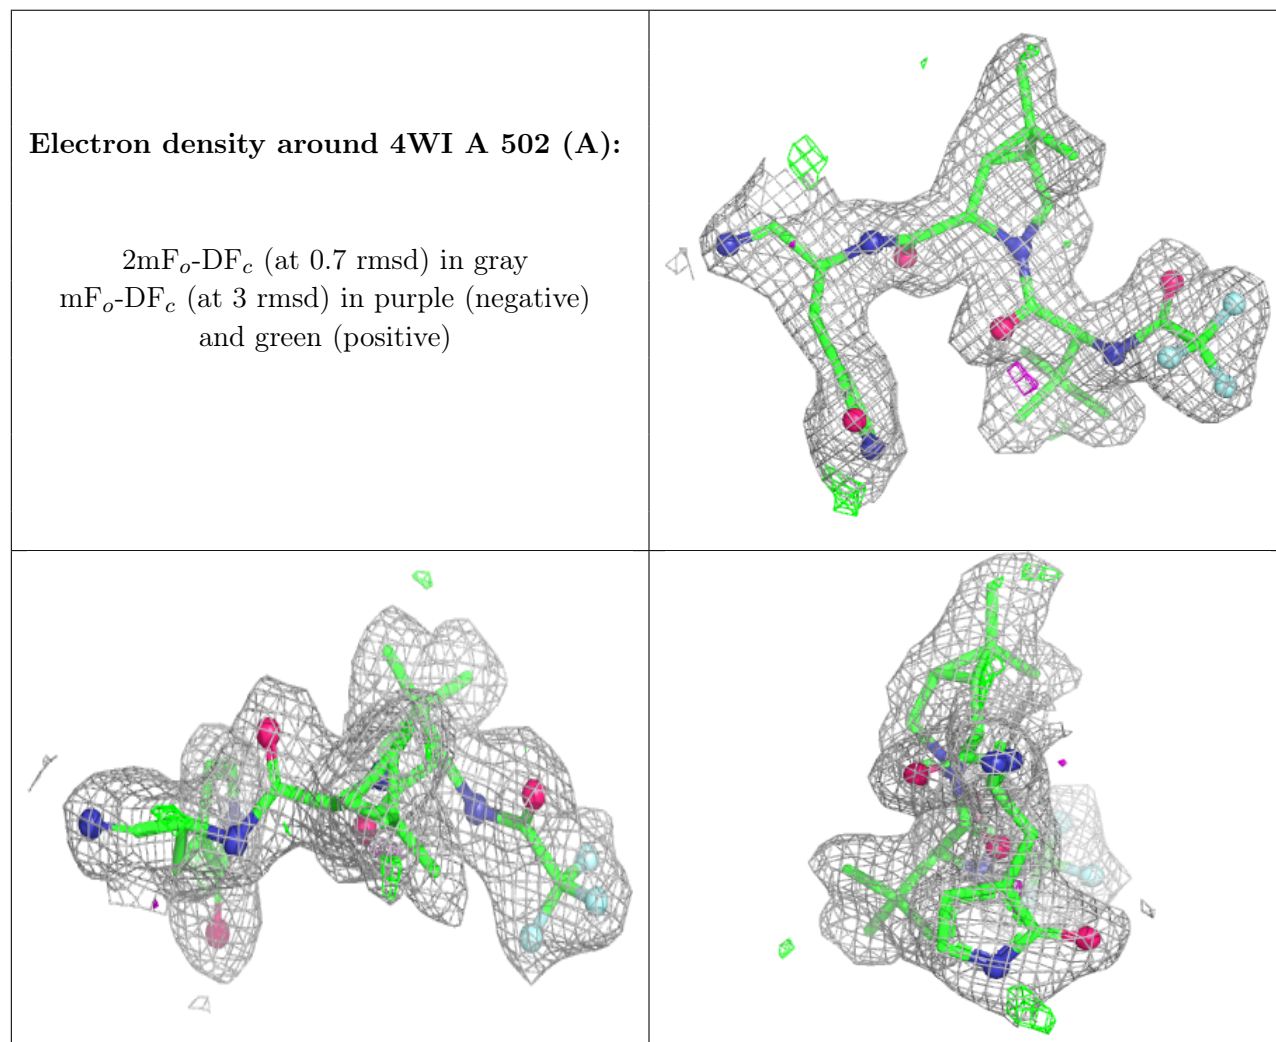 Electron density around 4WI A 502 (A):
2mFₒ-DF𝒸 (at 0.7 rmsd) in gray
mFₒ-DF𝒸 (at 3 rmsd) in purple (negative)
and green (positive)